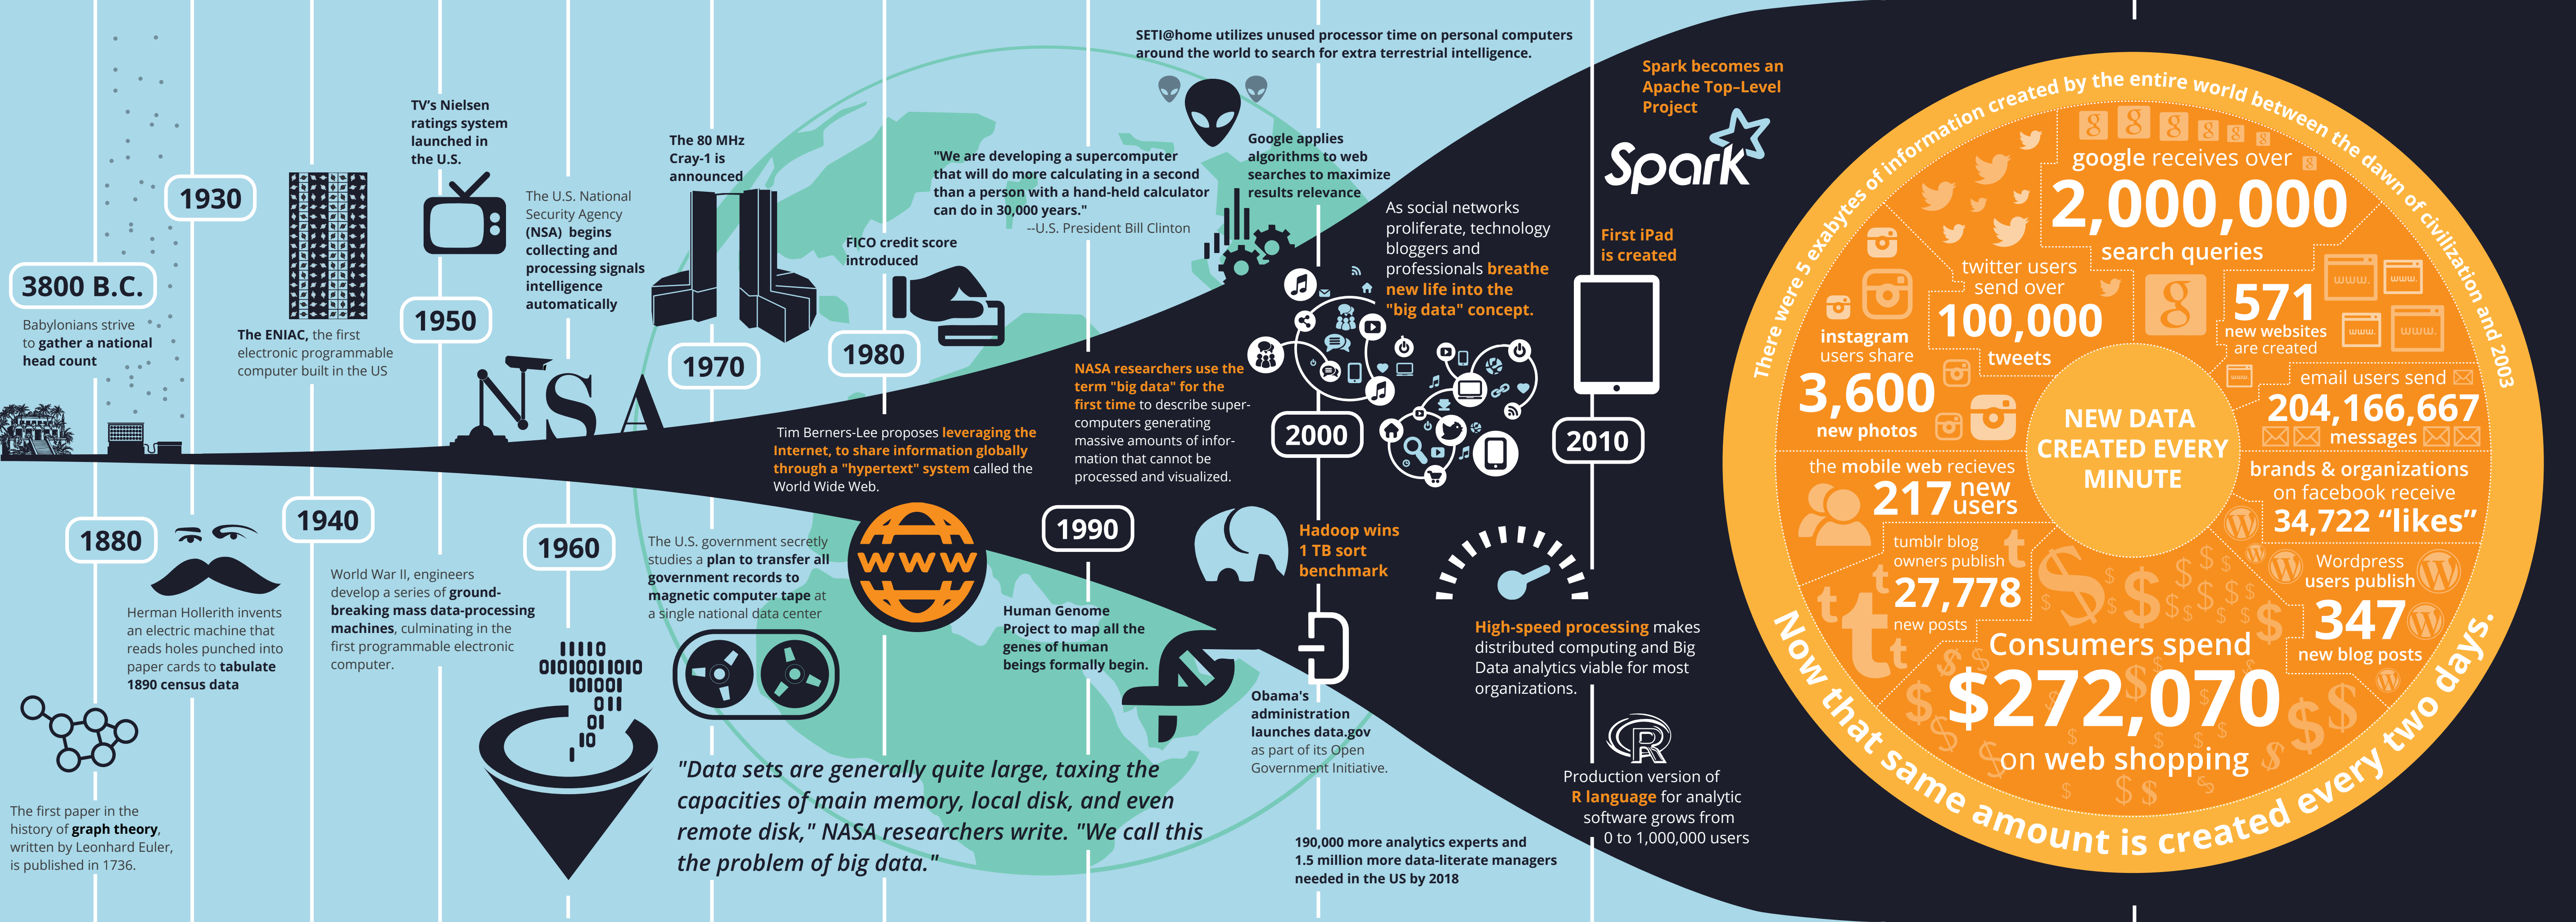 3800 B.C.
Babylonians strive
to gather a national
head count
The first paper in the
history of graph theory,
written by Leonhard Euler,
is published in 1736.
1880
Herman Hollerith invents
an electric machine that
reads holes punched into
paper cards to tabulate
1890 census data
1930
The ENIAC, the first
electronic programmable
computer built in the US
1940
World War II, engineers
develop a series of ground-
breaking mass data-processing
machines, culminating in the
first programmable electronic
computer.
TV's Nielsen
ratings system
launched in
the U.S.
1950
The U.S. National
Security Agency
(NSA) begins
collecting and
processing signals
intelligence
automatically
NSA
1960
11110
01010011010
101001
011
01
10
1
The 80 MHz
Cray-1 is
announced
1970
The U.S. government secretly
studies a plan to transfer all
government records to
magnetic computer tape at
a single national data center
"Data sets are generally quite large, taxing the
capacities of main memory, local disk, and even
remote disk," NASA researchers write. "We call this
the problem of big data."
FICO credit score
introduced
1980
Tim Berners-Lee proposes leveraging the
Internet, to share information globally
through a "hypertext" system called the
World Wide Web.
WWW
"We are developing a supercomputer
that will do more calculating in a second
than a person with a hand-held calculator
can do in 30,000 years."
--U.S. President Bill Clinton
NASA researchers use the
term "big data" for the
first time to describe super-
computers generating
massive amounts of infor-
mation that cannot be
processed and visualized.
1990
Human Genome
Project to map all the
genes of human
beings formally begin.
SETI@home utilizes unused processor time on personal computers
around the world to search for extra terrestrial intelligence.
Google applies
algorithms to web
searches to maximize
results relevance
As social networks
proliferate, technology
bloggers and
professionals breathe
new life into the
"big data" concept.
2000
Hadoop wins
1 TB sort
benchmark
Obama's
administration
launches data.gov
as part of its Open
Government Initiative.
190,000 more analytics experts and
1.5 million more data-literate managers
needed in the US by 2018
Spark becomes an
Apache Top–Level
Project
Spark
First iPad
is created
2010
High-speed processing makes
distributed computing and Big
Data analytics viable for most
organizations.
R
Production version of
R language for analytic
software grows from
0 to 1,000,000 users
There were 5 exabytes of information created by the entire world between the dawn of civilization and 2003
Now that same amount is created every two days.
NEW DATA
CREATED EVERY
MINUTE
google receives over
2,000,000
search queries
571
new websites
are created
www.
www.
www.
www.
www.
email users send
204,166,667
messages
brands & organizations
on facebook receive
34,722 “likes”
Wordpress
users publish
347
new blog posts
Consumers spend
$272,070
on web shopping
tumblr blog
owners publish
27,778
new posts
the mobile web recieves
217 new
users
instagram
users share
3,600
new photos
twitter users
send over
100,000
tweets